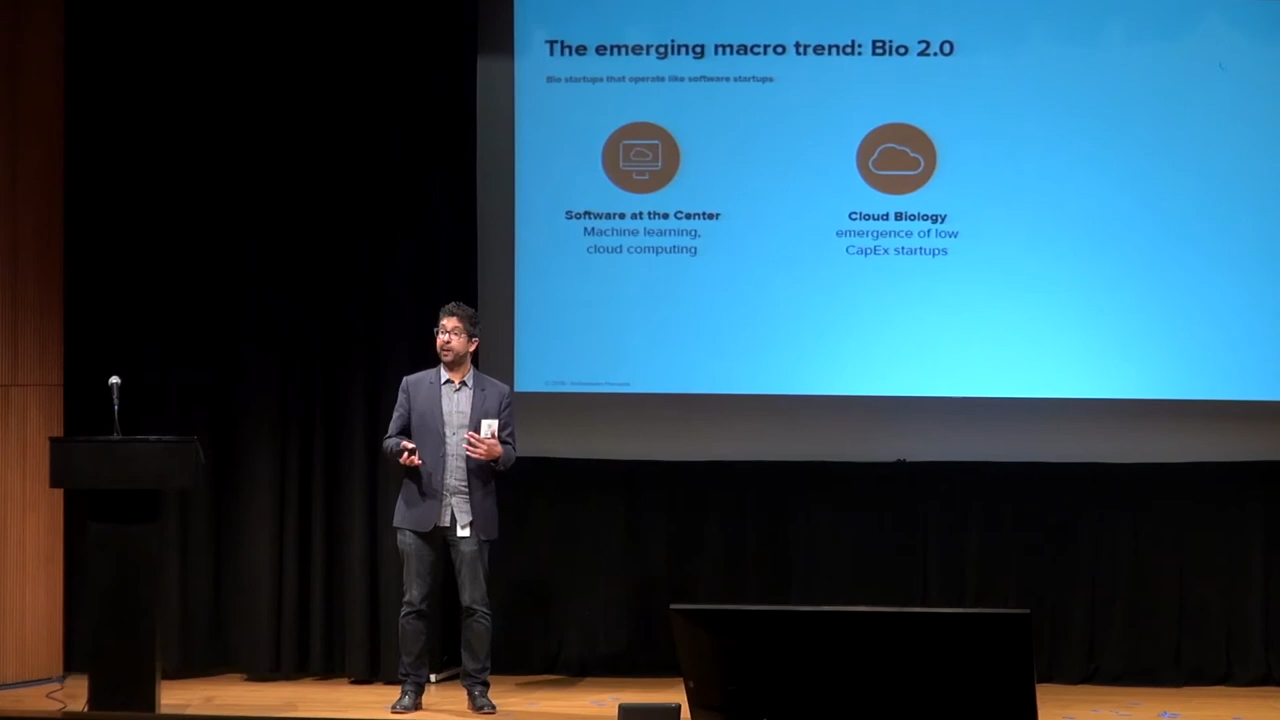 The emerging macro trend: Bio 2.0
Bio startups that operate like software startups
Software at the Center
Machine learning,
cloud computing
Cloud Biology
emergence of low
CapEx startups